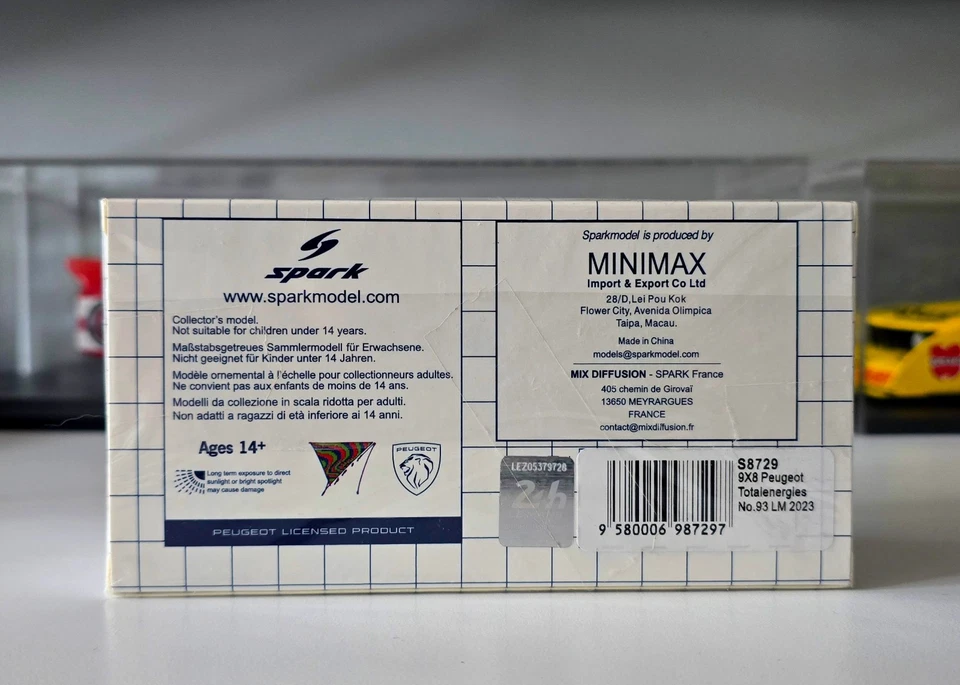 spark
www.sparkmodel.com
Collector's model.
Not suitable for children under 14 years.
Maßstabsgetreues Sammlermodell für Erwachsene.
Nicht geeignet für Kinder unter 14 Jahren.
Modèle ornemental à l'échelle pour collectionneurs adultes.
Ne convient pas aux enfants de moins de 14 ans.
Modelli da collezione in scala ridotta per adulti.
Non adatti a ragazzi di età inferiore ai 14 anni.
Ages 14+
Long term exposure to direct
sunlight or bright spotlight
may cause damage
PEUGEOT
PEUGEOT LICENSED PRODUCT
Sparkmodel is produced by
MINIMAX
Import & Export Co Ltd
28/D,Lei Pou Kok
Flower City, Avenida Olimpica
Taipa, Macau.
Made in China
models@sparkmodel.com
MIX DIFFUSION - SPARK France
405 chemin de Girovaï
13650 MEYRARGUES
FRANCE
contact@mixdiffusion.fr
LEZ05379728
24h
9 580006 987297
S8729
9X8 Peugeot
Totalenergies
No.93 LM 2023